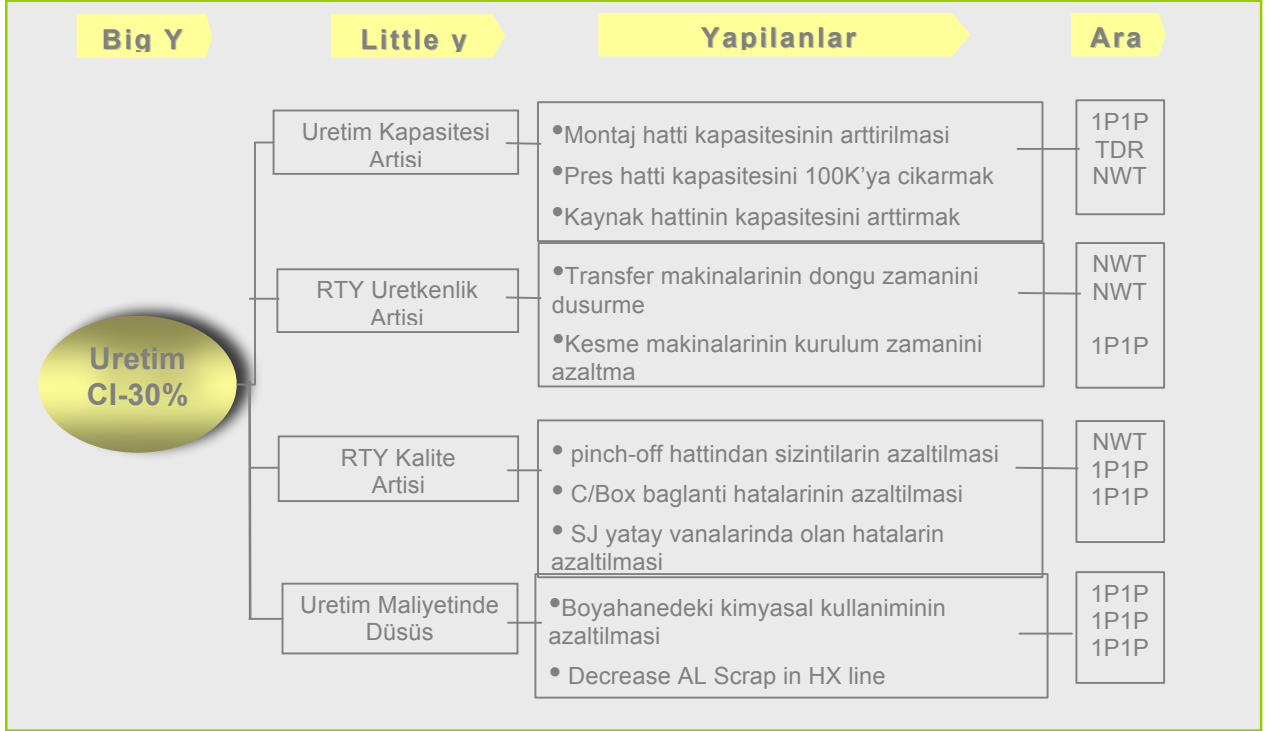 Big Y
Little y
Yapilanlar
Ara
Uretim Kapasitesi
Artisi
•Montaj hatti kapasitesinin arttirilmasi
•Pres hatti kapasitesini 100K'ya cikarmak
•Kaynak hattinin kapasitesini arttirmak
1P1P
TDR
NWT
RTY Uretkenlik
Artisi
•Transfer makinalarinin dongu zamanini
dusurme
•Kesme makinalarinin kurulum zamanini
azaltma
NWT
NWT
1P1P
Uretim
CI-30%
RTY Kalite
Artisi
• pinch-off hattindan sizintilarin azaltilmasi
• C/Box baglanti hatalarinin azaltilmasi
• SJ yatay vanalarinda olan hatalarin
azaltilmasi
NWT
1P1P
1P1P
Uretim Maliyetinde
Düsüs
•Boyahanedeki kimyasal kullaniminin
azaltilmasi
• Decrease AL Scrap in HX line
1P1P
1P1P
1P1P